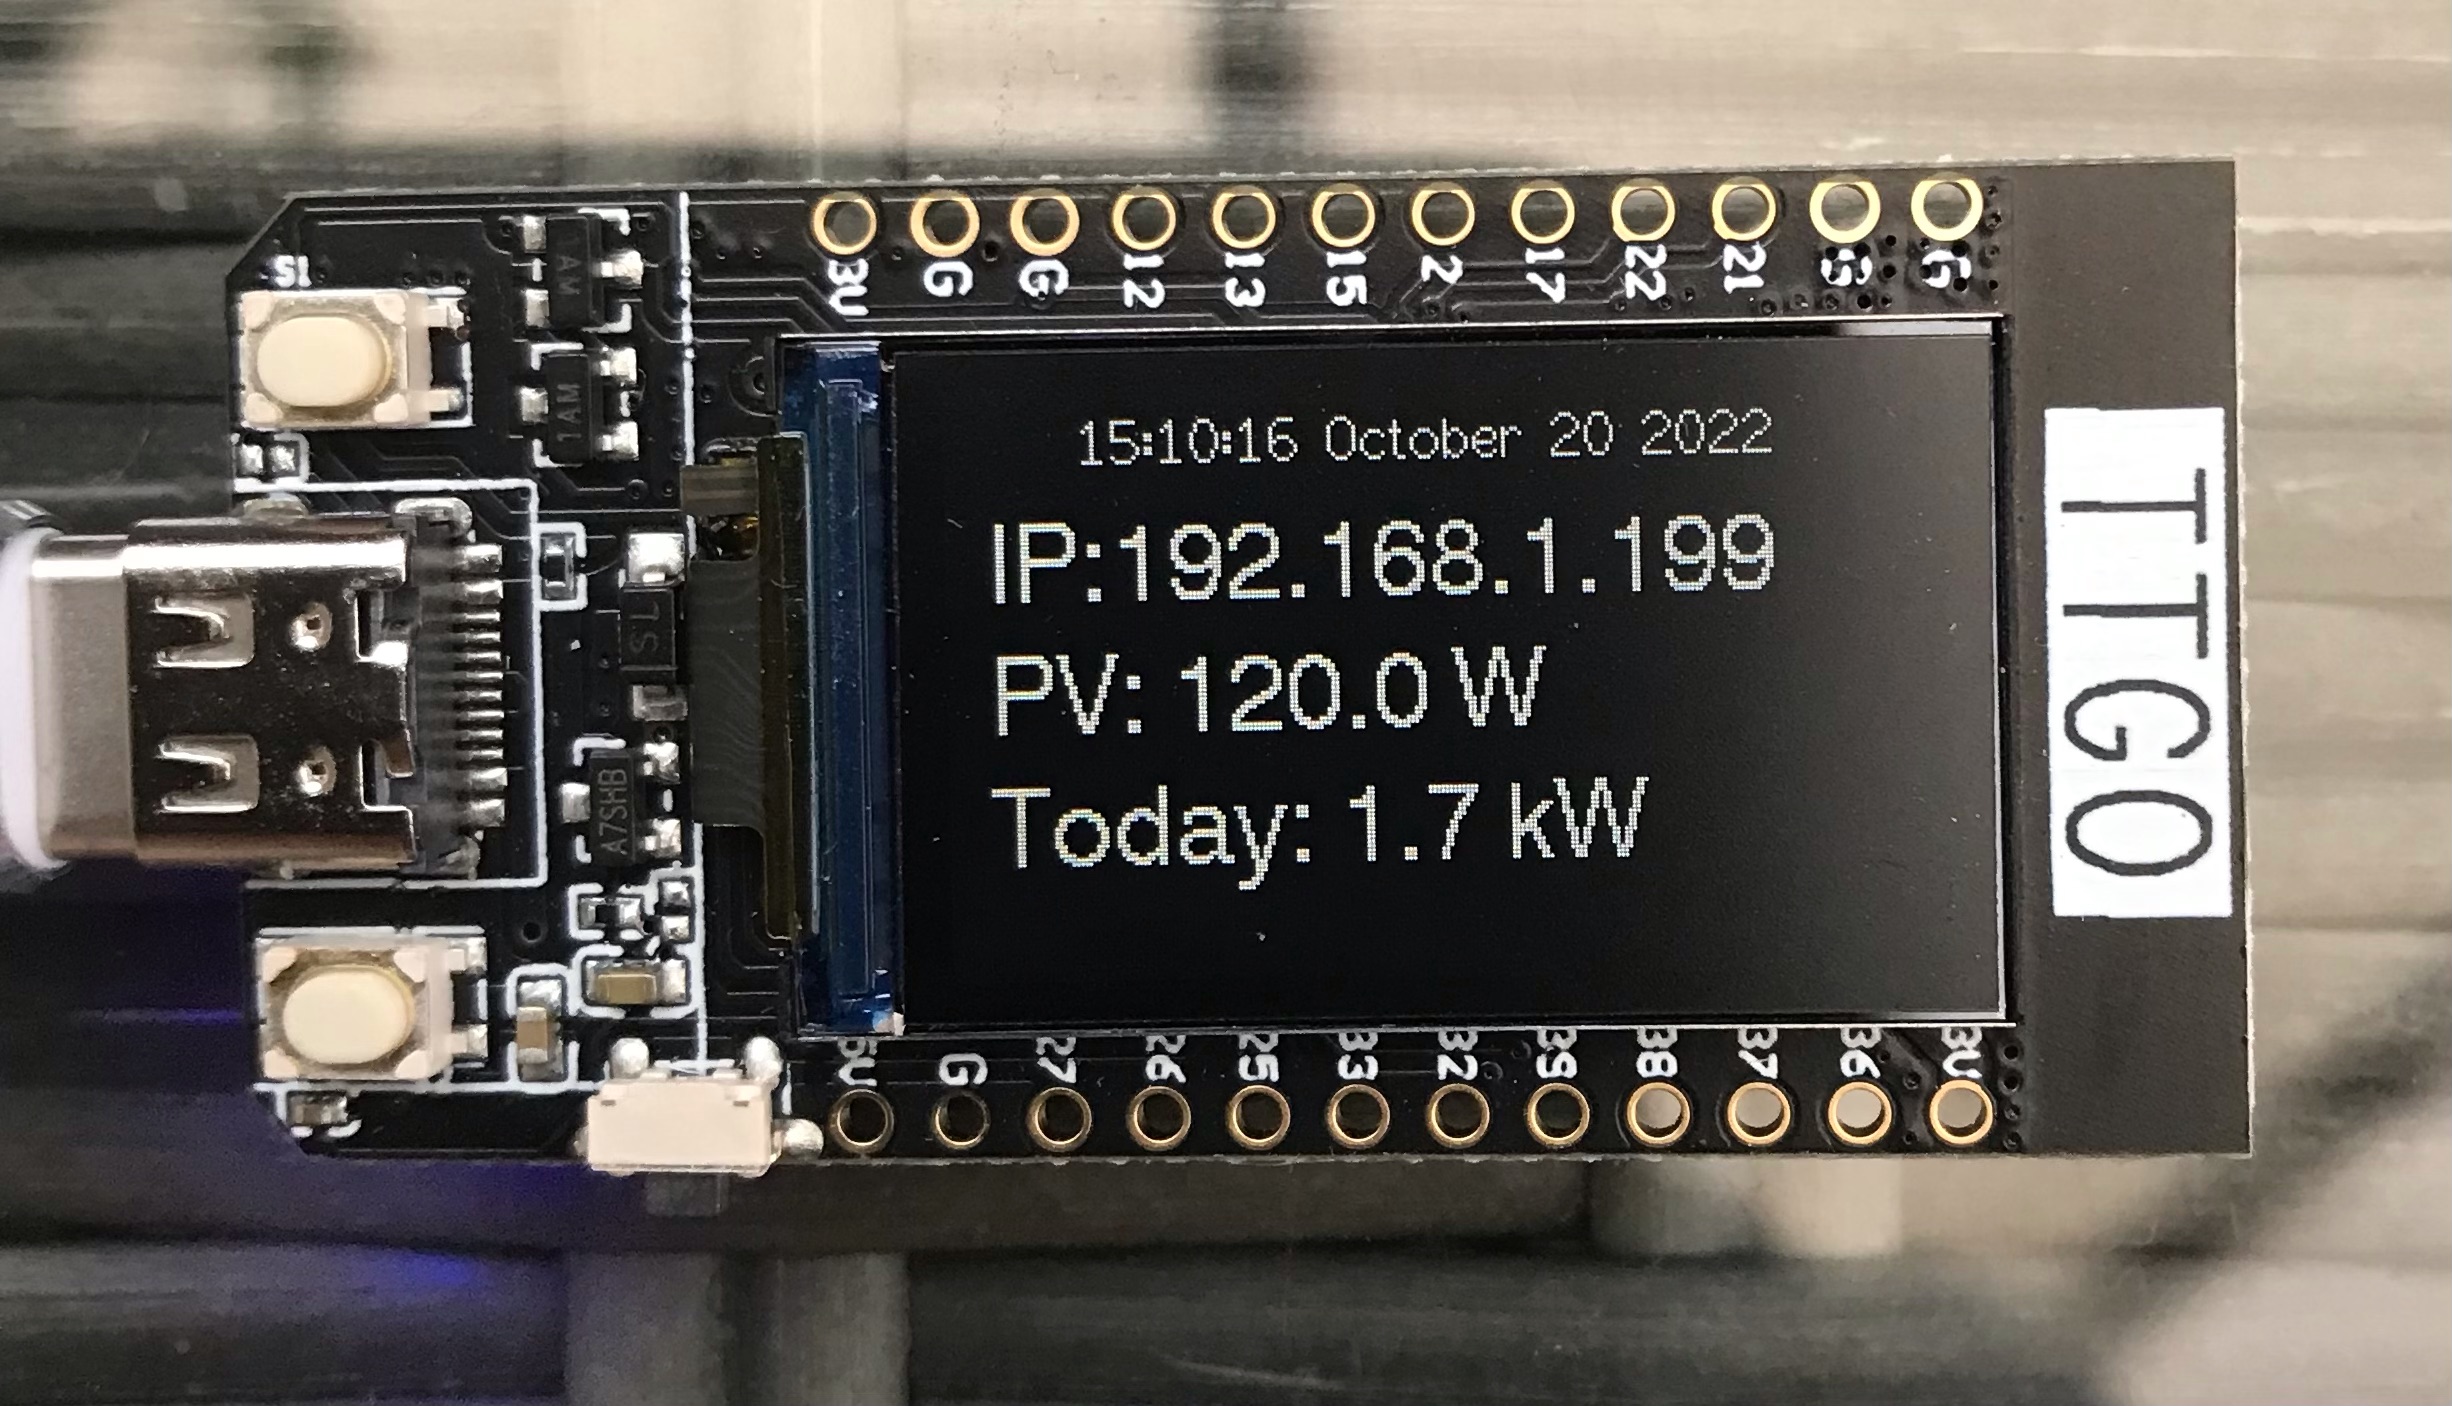 S1
3V G G 12 13 15 2 17 22 21 S G
1AM
15:10:16 October 20 2022
IP:192.168.1.199
PV: 120.0 W
Today: 1.7 kW
TTGO
SL
A7SHB
5V G 27 26 25 33 32 39 38 37 36 3V